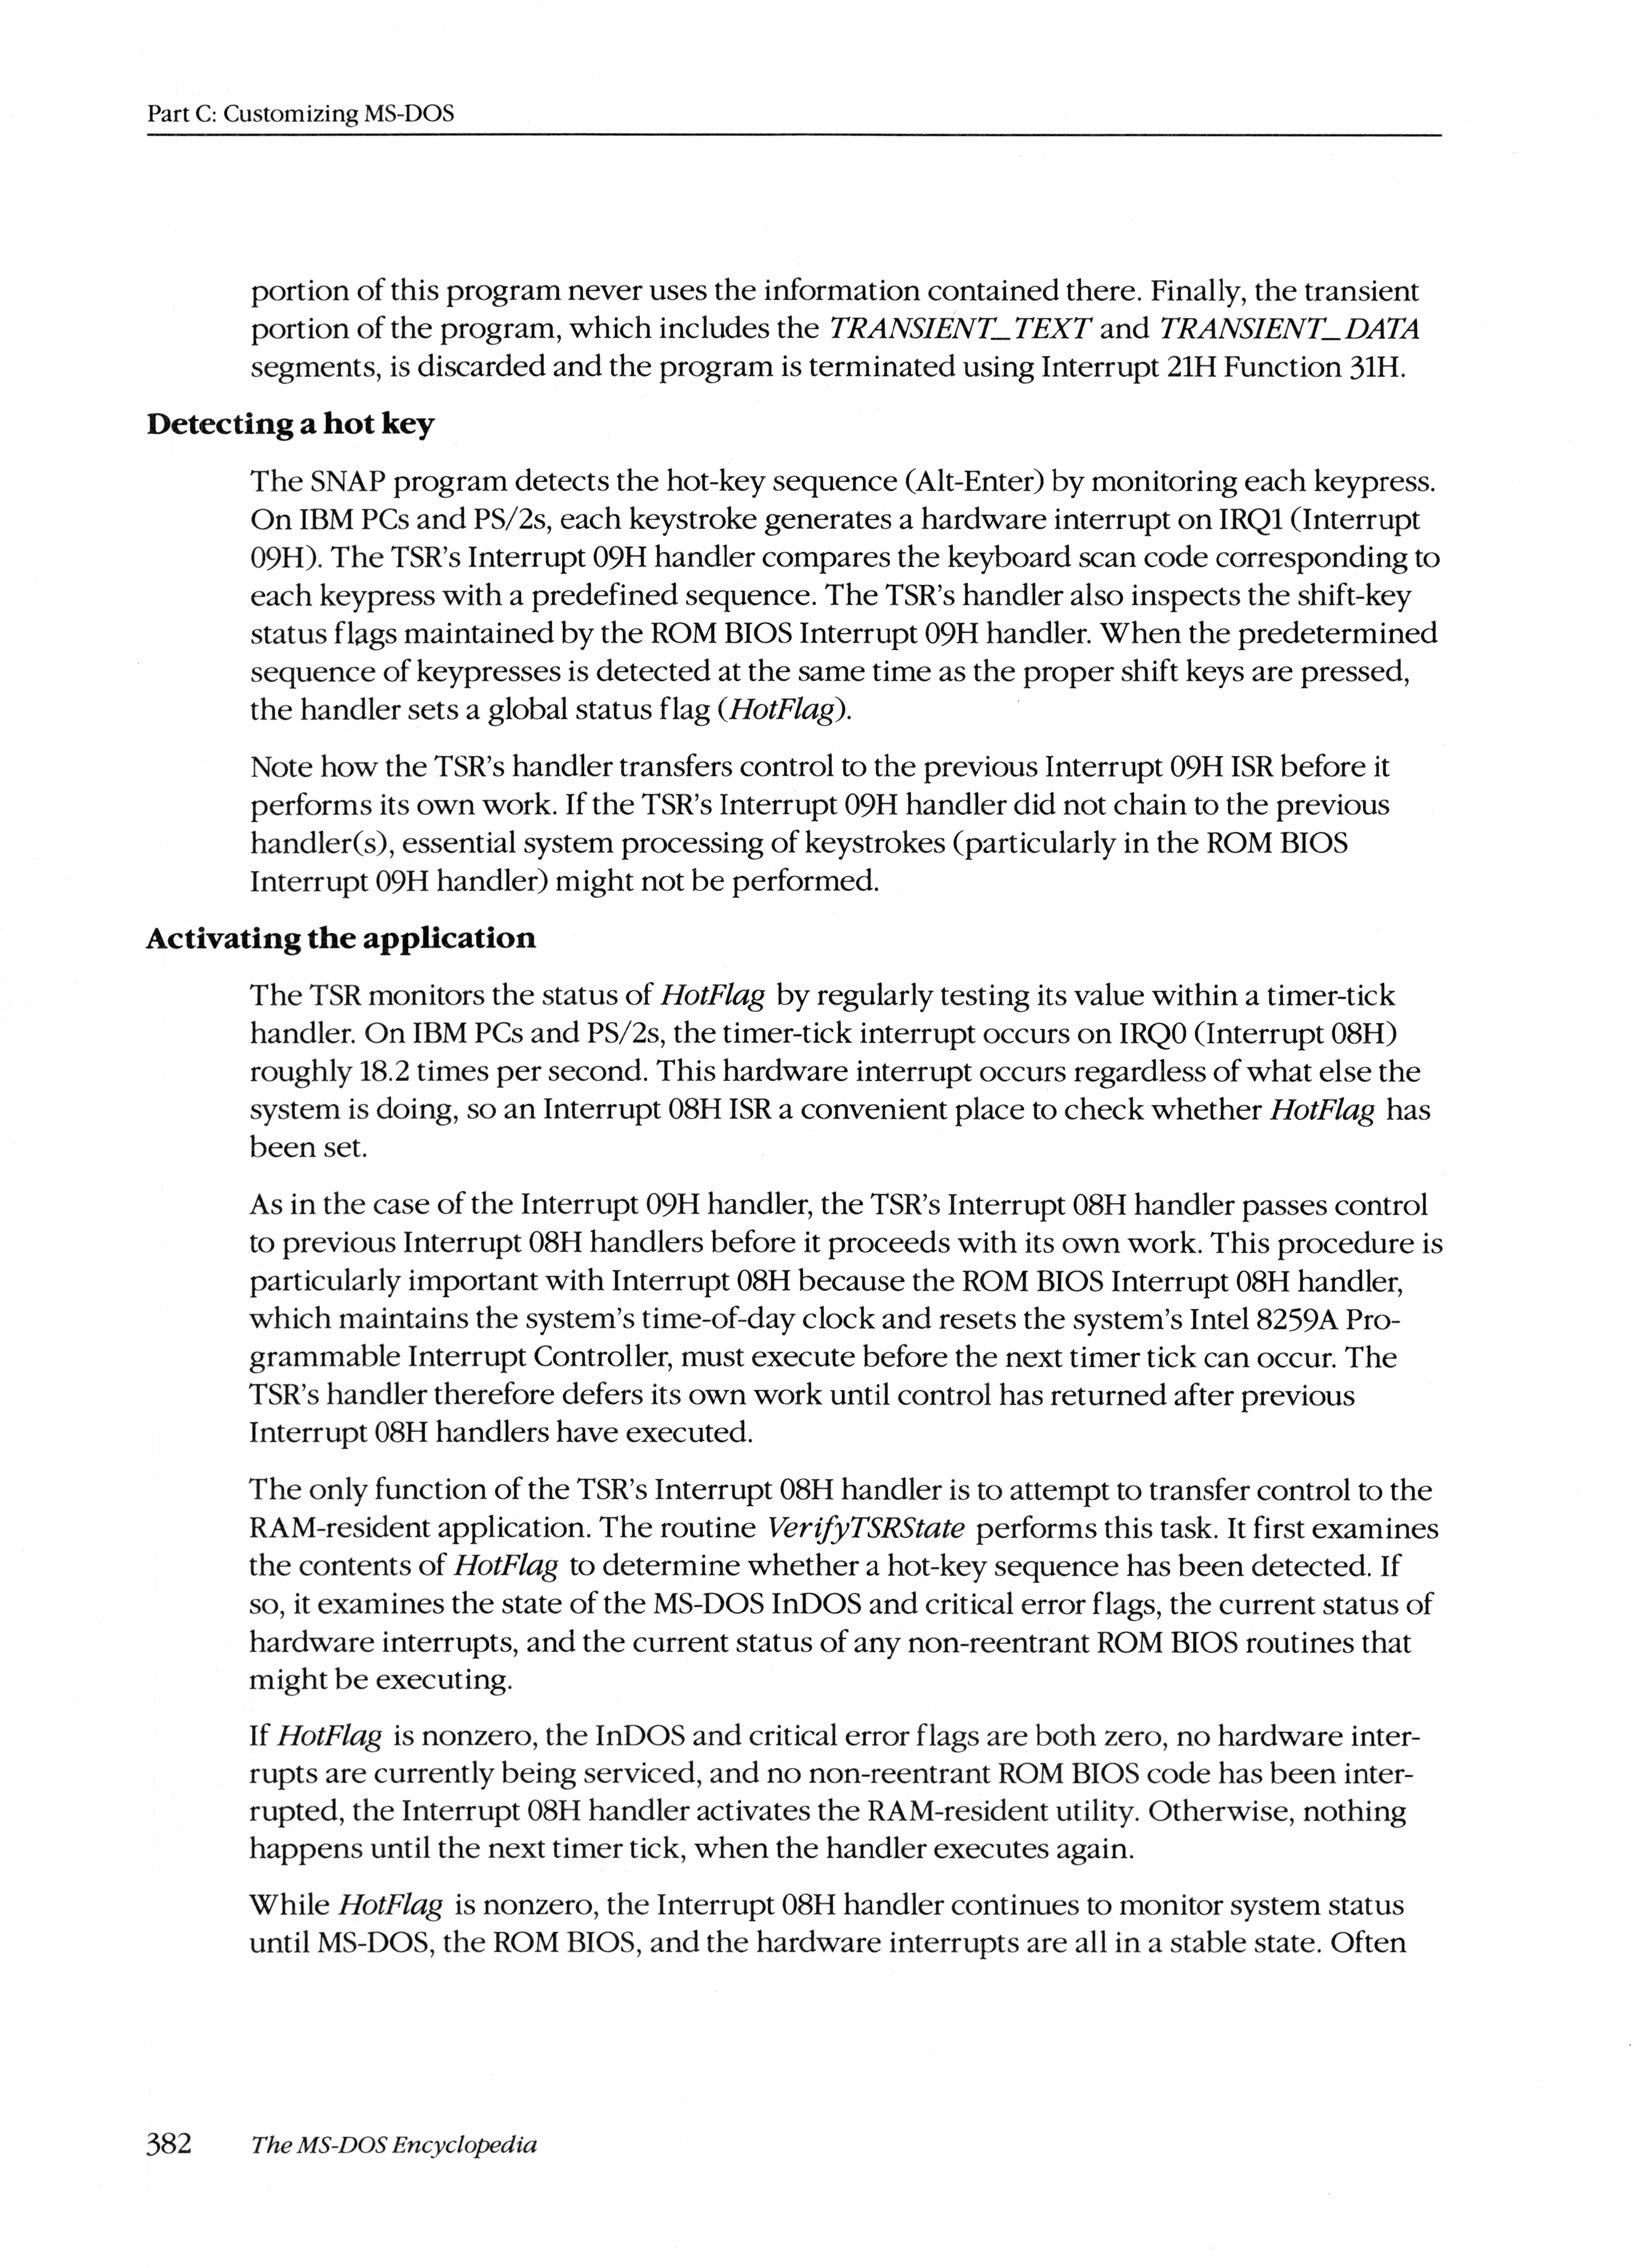 Part C: Customizing MS-DOS
portion of this program never uses the information contained there. Finally, the transient
portion of the program, which includes the TRANSIENT_TEXT and TRANSIENT_DATA
segments, is discarded and the program is terminated using Interrupt 21H Function 31H.
Detecting a hot key
The SNAP program detects the hot-key sequence (Alt-Enter) by monitoring each keypress.
On IBM PCs and PS/2s, each keystroke generates a hardware interrupt on IRQ1 (Interrupt
09H). The TSR's Interrupt 09H handler compares the keyboard scan code corresponding to
each keypress with a predefined sequence. The TSR's handler also inspects the shift-key
status flags maintained by the ROM BIOS Interrupt 09H handler. When the predetermined
sequence of keypresses is detected at the same time as the proper shift keys are pressed,
the handler sets a global status flag (HotFlag).
Note how the TSR's handler transfers control to the previous Interrupt 09H ISR before it
performs its own work. If the TSR's Interrupt 09H handler did not chain to the previous
handler(s), essential system processing of keystrokes (particularly in the ROM BIOS
Interrupt 09H handler) might not be performed.
Activating the application
The TSR monitors the status of HotFlag by regularly testing its value within a timer-tick
handler. On IBM PCs and PS/2s, the timer-tick interrupt occurs on IRQ0 (Interrupt 08H)
roughly 18.2 times per second. This hardware interrupt occurs regardless of what else the
system is doing, so an Interrupt 08H ISR a convenient place to check whether HotFlag has
been set.
As in the case of the Interrupt 09H handler, the TSR's Interrupt 08H handler passes control
to previous Interrupt 08H handlers before it proceeds with its own work. This procedure is
particularly important with Interrupt 08H because the ROM BIOS Interrupt 08H handler,
which maintains the system's time-of-day clock and resets the system's Intel 8259A Pro-
grammable Interrupt Controller, must execute before the next timer tick can occur. The
TSR's handler therefore defers its own work until control has returned after previous
Interrupt 08H handlers have executed.
The only function of the TSR's Interrupt 08H handler is to attempt to transfer control to the
RAM-resident application. The routine VerifyTSRState performs this task. It first examines
the contents of HotFlag to determine whether a hot-key sequence has been detected. If
so, it examines the state of the MS-DOS InDOS and critical error flags, the current status of
hardware interrupts, and the current status of any non-reentrant ROM BIOS routines that
might be executing.
If HotFlag is nonzero, the InDOS and critical error flags are both zero, no hardware inter-
rupts are currently being serviced, and no non-reentrant ROM BIOS code has been inter-
rupted, the Interrupt 08H handler activates the RAM-resident utility. Otherwise, nothing
happens until the next timer tick, when the handler executes again.
While HotFlag is nonzero, the Interrupt 08H handler continues to monitor system status
until MS-DOS, the ROM BIOS, and the hardware interrupts are all in a stable state. Often
382 The MS-DOS Encyclopedia